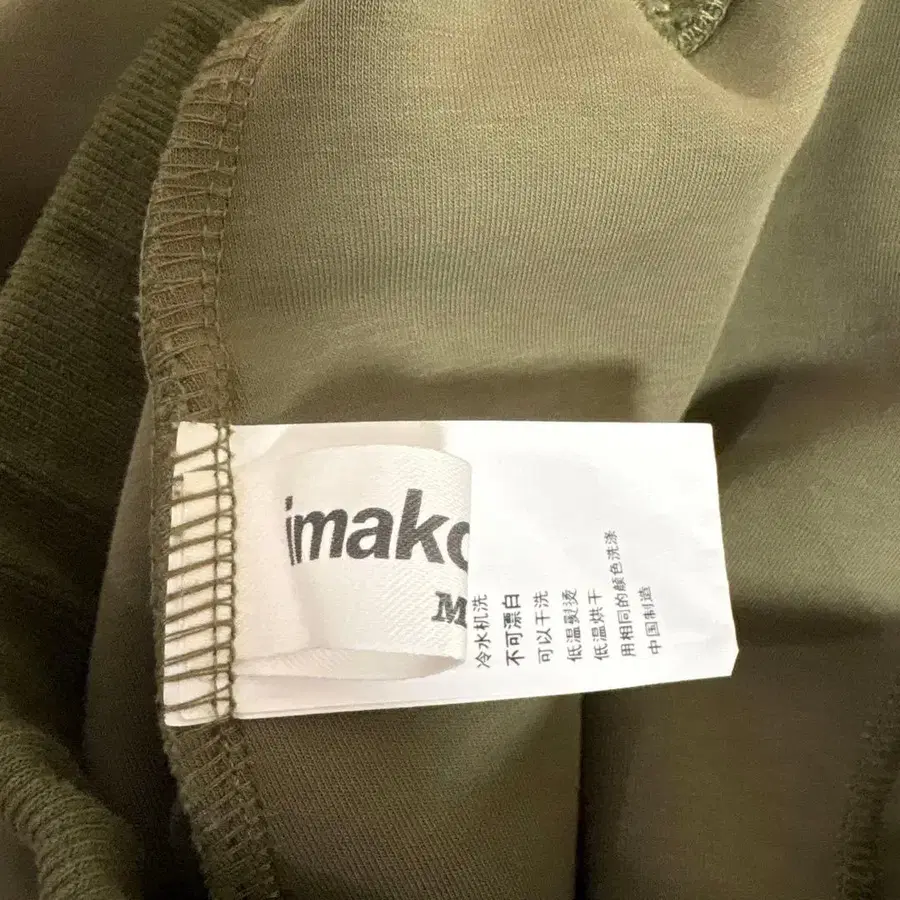 imako
M
冷水机洗
不可漂白
可以干洗
低温熨烫
低温烘干
用相同的颜色洗涤
中国制造